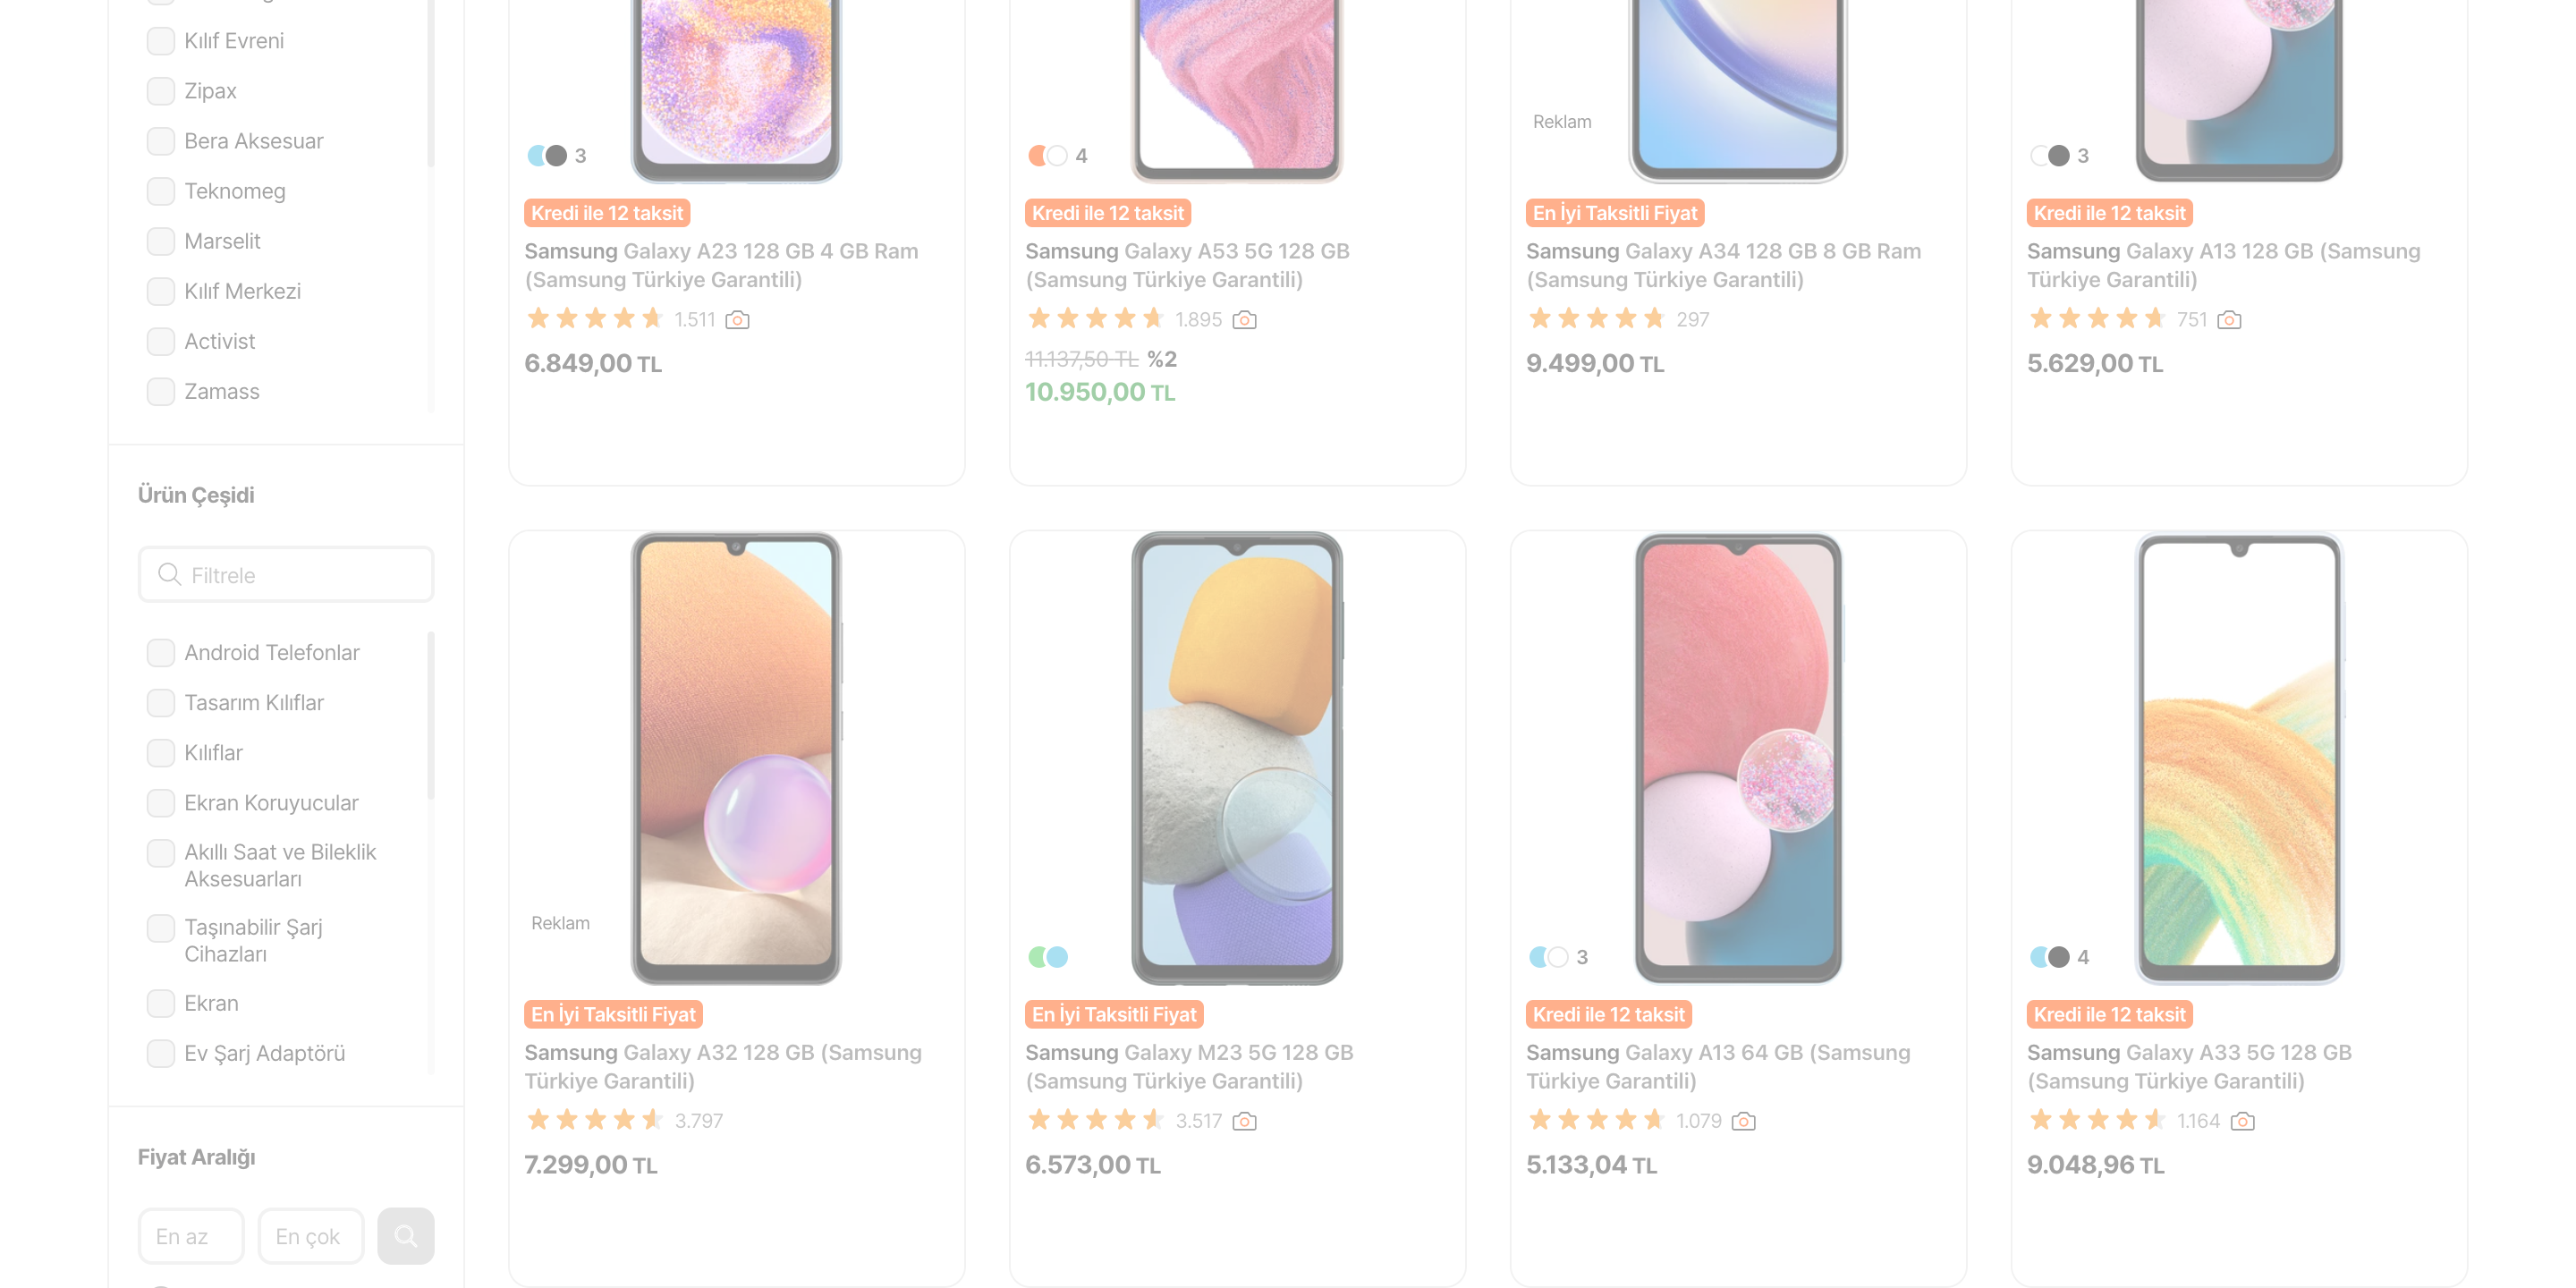 Kılıf Evreni
Zipax
Bera Aksesuar
Teknomeg
Marselit
Kılıf Merkezi
Activist
Zamass
Ürün Çeşidi
Filtrele
Android Telefonlar
Tasarım Kılıflar
Kılıflar
Ekran Koruyucular
Akıllı Saat ve Bileklik
Aksesuarları
Taşınabilir Şarj
Cihazları
Ekran
Ev Şarj Adaptörü
Fiyat Aralığı
En az
En çok
3
Kredi ile 12 taksit
Samsung Galaxy A23 128 GB 4 GB Ram
(Samsung Türkiye Garantili)
1.511
6.849,00 TL
4
Kredi ile 12 taksit
Samsung Galaxy A53 5G 128 GB
(Samsung Türkiye Garantili)
1.895
11.137,50 TL %2
10.950,00 TL
Reklam
En İyi Taksitli Fiyat
Samsung Galaxy A34 128 GB 8 GB Ram
(Samsung Türkiye Garantili)
297
9.499,00 TL
3
Kredi ile 12 taksit
Samsung Galaxy A13 128 GB (Samsung
Türkiye Garantili)
751
5.629,00 TL
Reklam
En İyi Taksitli Fiyat
Samsung Galaxy A32 128 GB (Samsung
Türkiye Garantili)
3.797
7.299,00 TL
En İyi Taksitli Fiyat
Samsung Galaxy M23 5G 128 GB
(Samsung Türkiye Garantili)
3.517
6.573,00 TL
3
Kredi ile 12 taksit
Samsung Galaxy A13 64 GB (Samsung
Türkiye Garantili)
1.079
5.133,04 TL
4
Kredi ile 12 taksit
Samsung Galaxy A33 5G 128 GB
(Samsung Türkiye Garantili)
1.164
9.048,96 TL